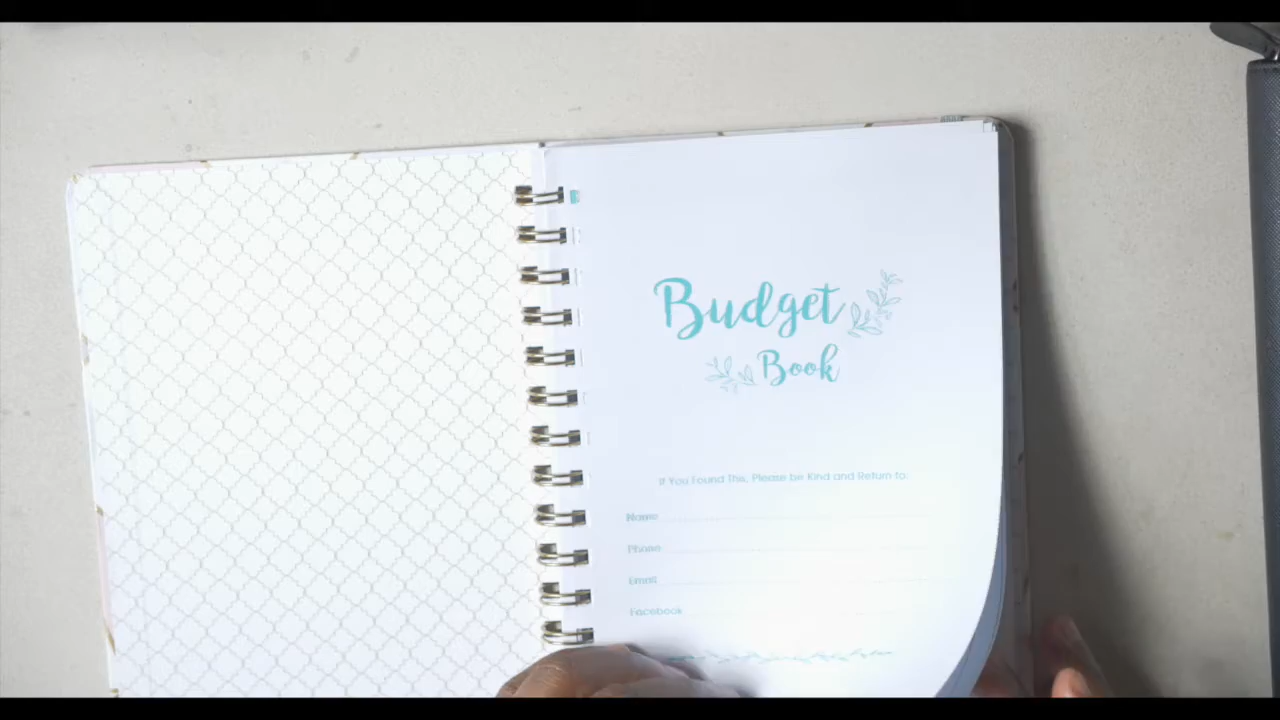 Budget
Book
If You Found This, Please be Kind and Return to:
Name
Phone
Email
Facebook